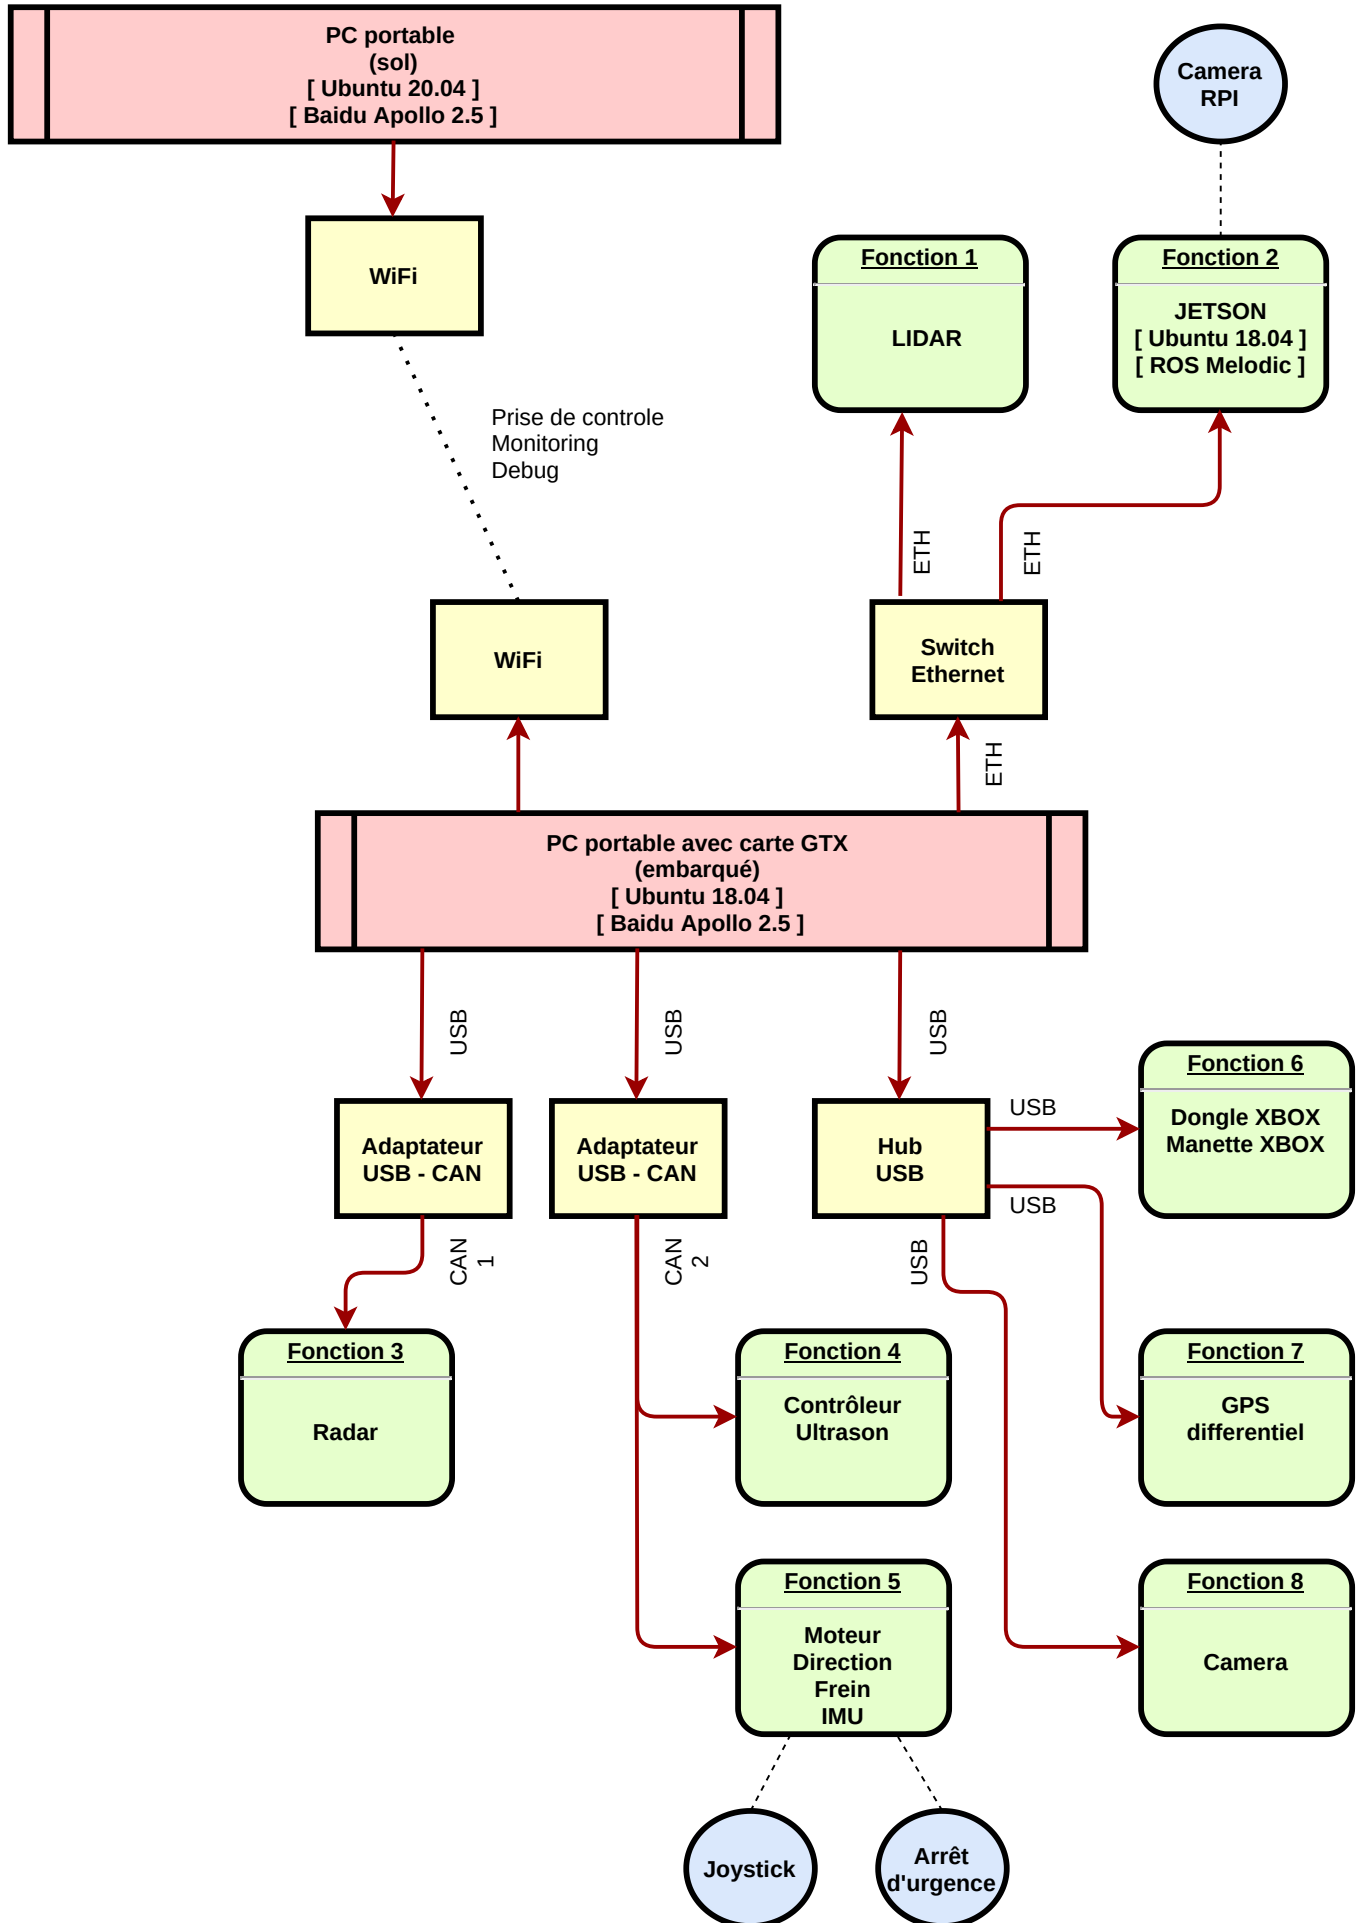 PC portable
(sol)
[ Ubuntu 20.04 ]
[ Baidu Apollo 2.5 ]
Camera
RPI
WiFi
Fonction 1
LIDAR
Fonction 2
JETSON
[ Ubuntu 18.04 ]
[ ROS Melodic ]
Prise de controle
Monitoring
Debug
ETH
ETH
WiFi
Switch
Ethernet
ETH
PC portable avec carte GTX
(embarqué)
[ Ubuntu 18.04 ]
[ Baidu Apollo 2.5 ]
USB
USB
USB
Adaptateur
USB - CAN
Adaptateur
USB - CAN
Hub
USB
USB
USB
USB
Fonction 6
Dongle XBOX
Manette XBOX
CAN
1
CAN
2
Fonction 3
Radar
Fonction 4
Contrôleur
Ultrason
Fonction 7
GPS
differentiel
Fonction 5
Moteur
Direction
Frein
IMU
Fonction 8
Camera
Joystick
Arrêt
d'urgence